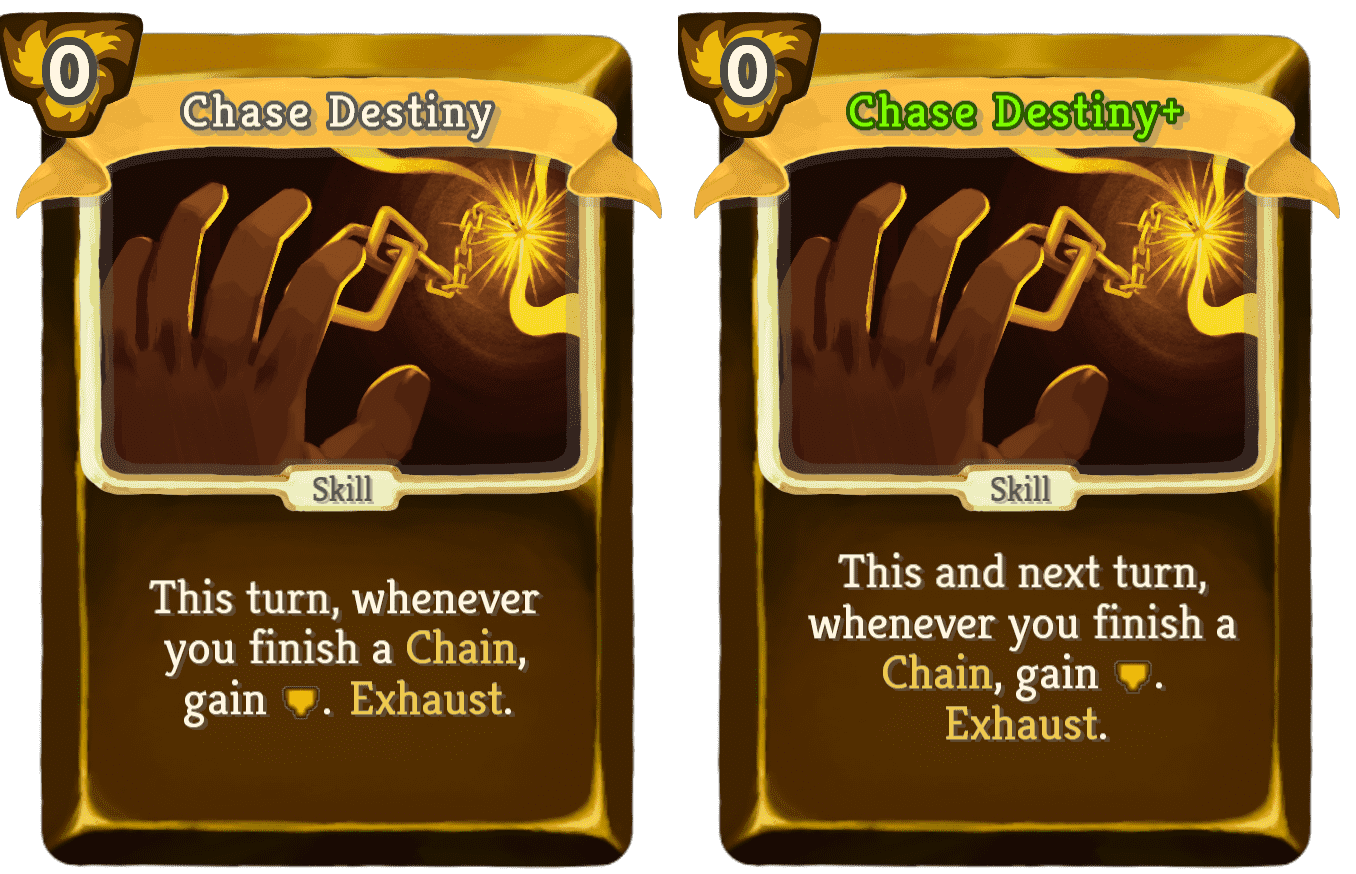 0
Chase Destiny
Skill
This turn, whenever
you finish a Chain,
gain .  Exhaust.
0
Chase Destiny+
Skill
This and next turn,
whenever you finish a
Chain, gain .
Exhaust.